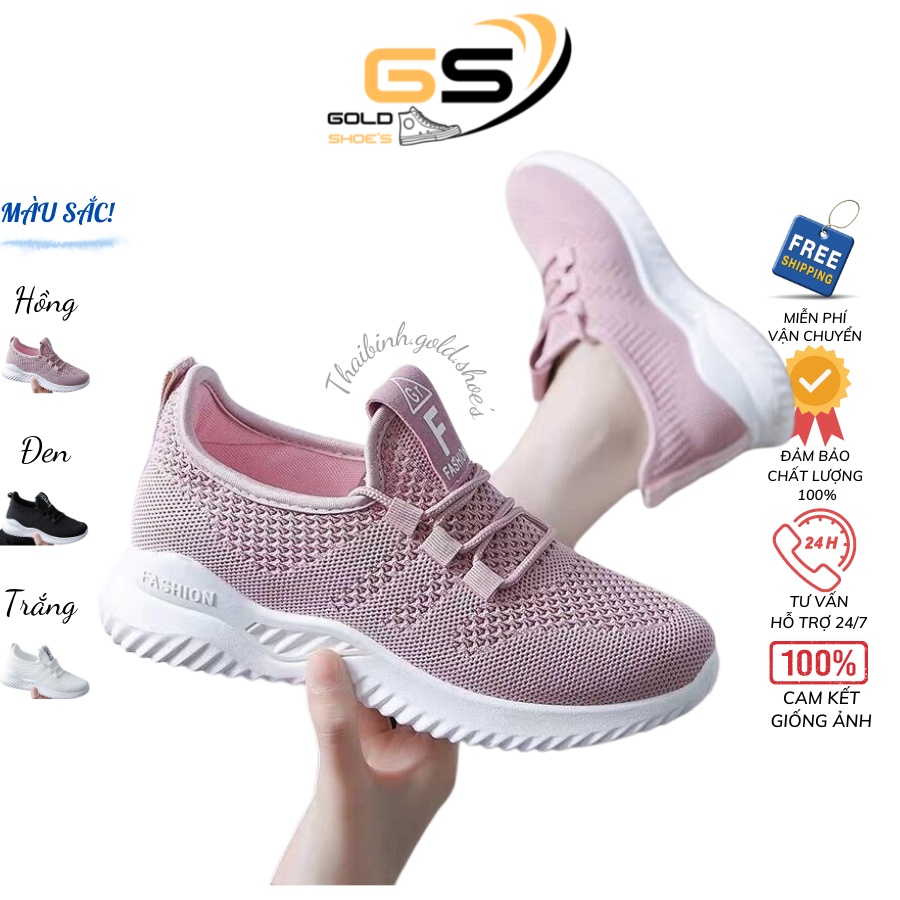 GS
GOLD
SHOE'S
MÀU SẮC!
Hồng
Đen
Trắng
Thaibinh.gold.shoe's
GT
F
FASHION
FASHION
FREE
SHIPPING
MIỄN PHÍ
VẬN CHUYỂN
ĐẢM BẢO
CHẤT LƯỢNG
100%
24H
TƯ VẤN
HỖ TRỢ 24/7
100%
CAM KẾT
GIỐNG ẢNH